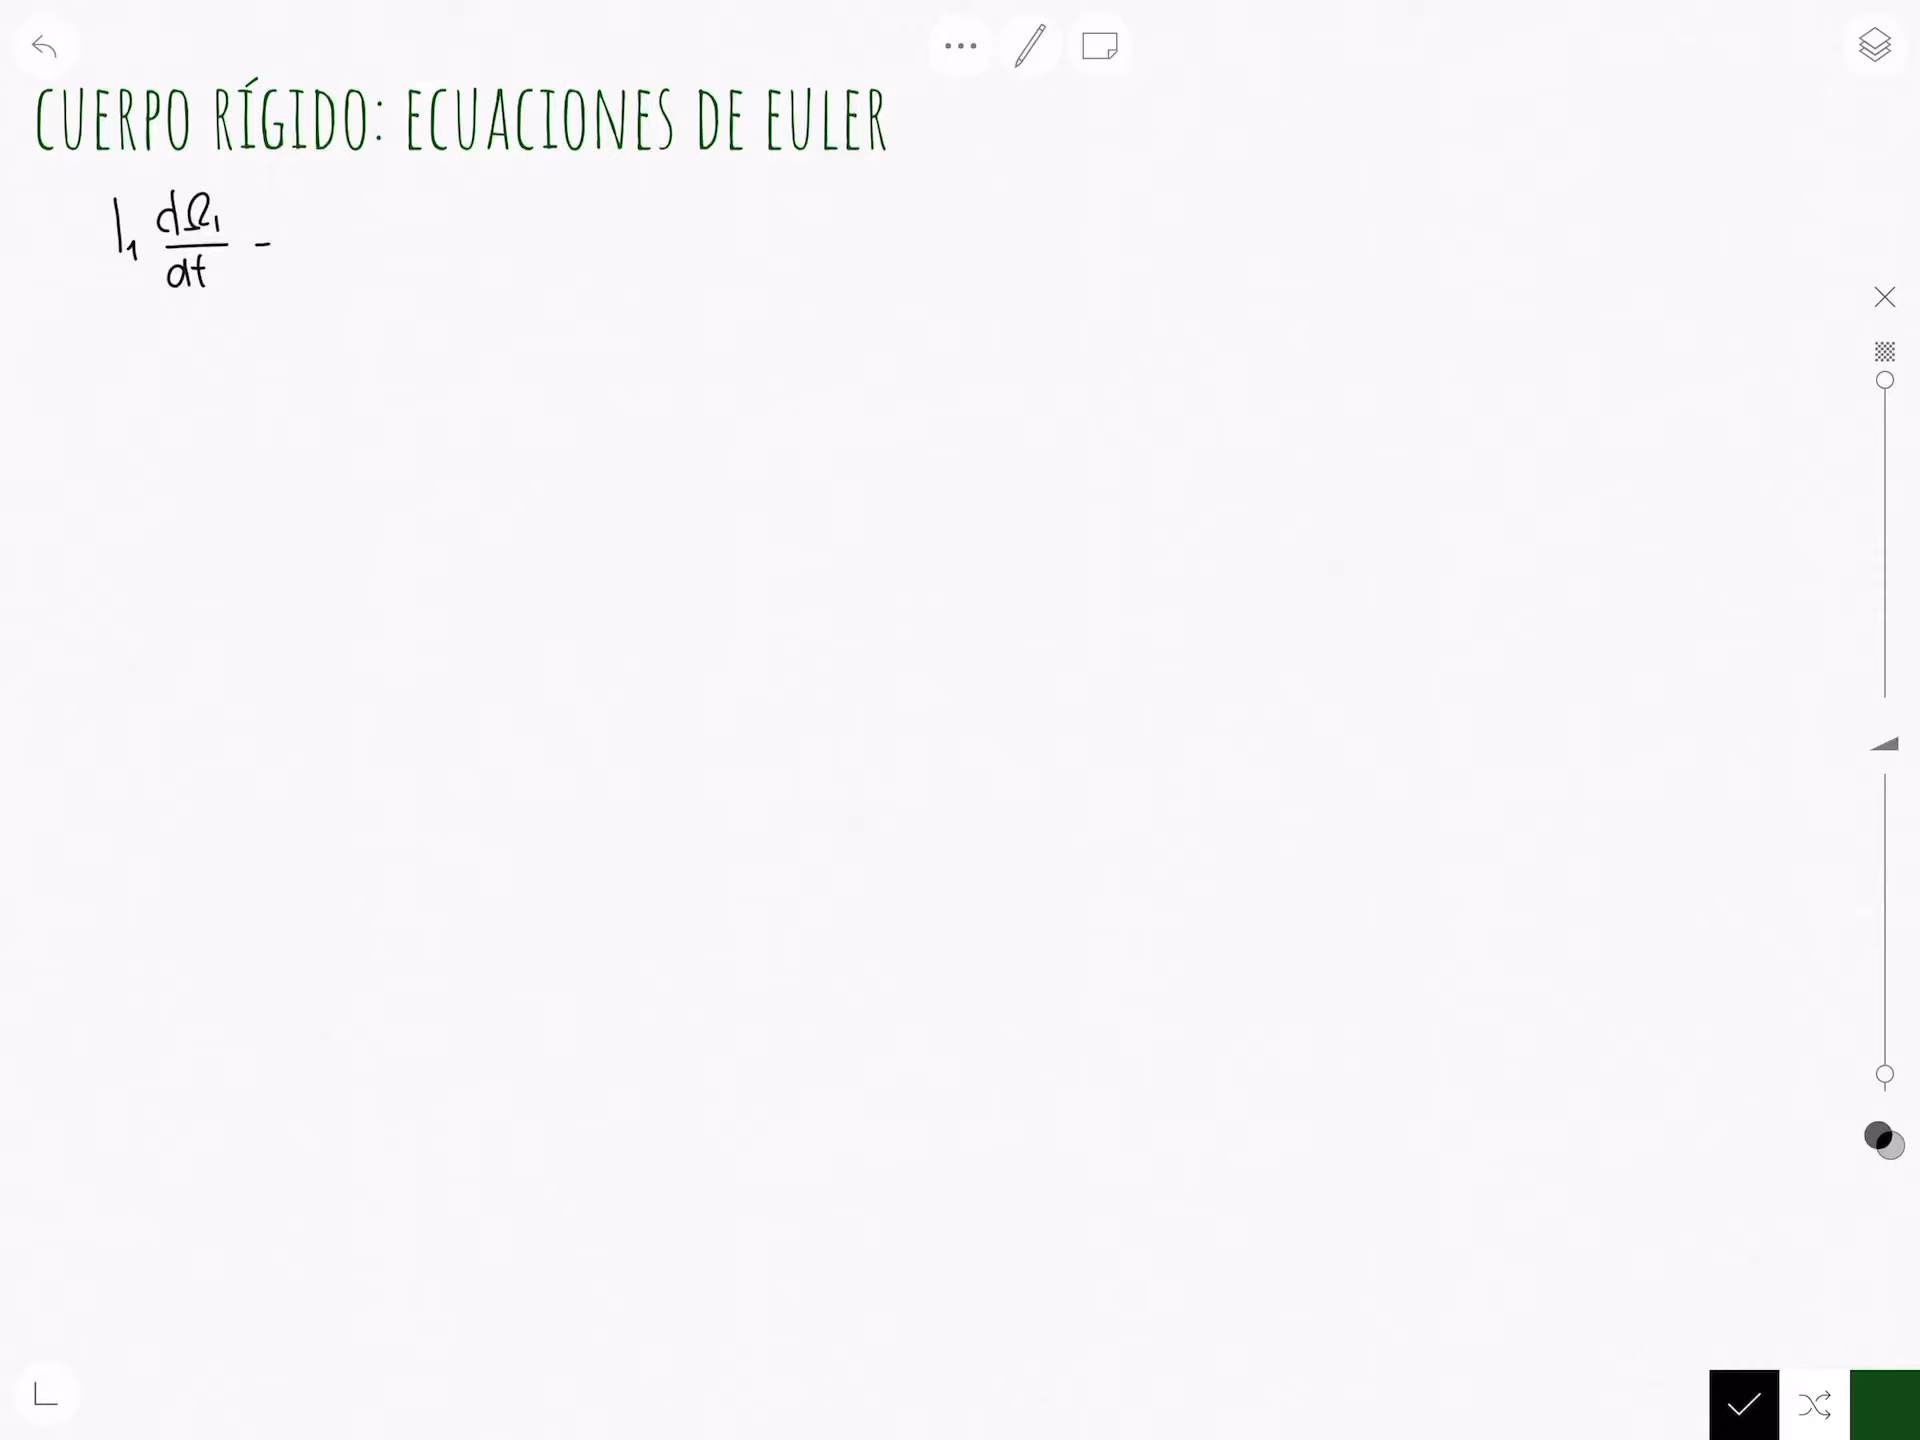 CUERPO RÍGIDO: ECUACIONES DE EULER
I₁ dΩ₁/dt -